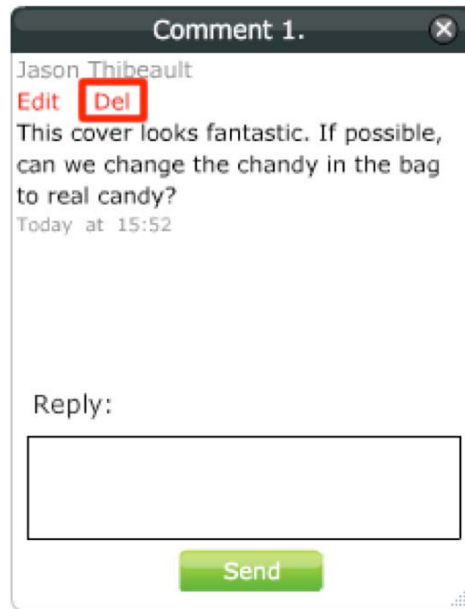 Comment 1.
Jason Thibeault
Edit Del
This cover looks fantastic. If possible,
can we change the chandy in the bag
to real candy?
Today at 15:52
Reply:
Send